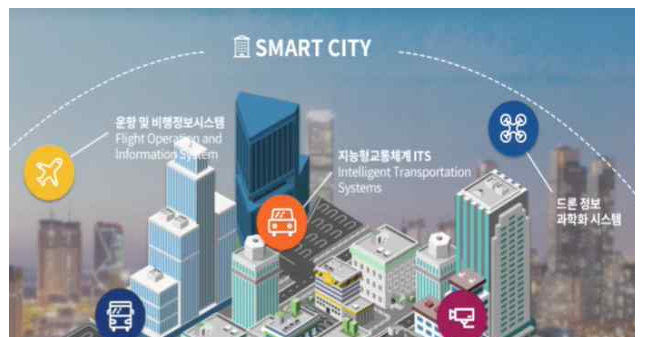 SMART CITY
운항 및 비행정보시스템
Flight Operation and
Information System
지능형교통체계 ITS
Intelligent Transportation
Systems
드론 정보
과학화 시스템